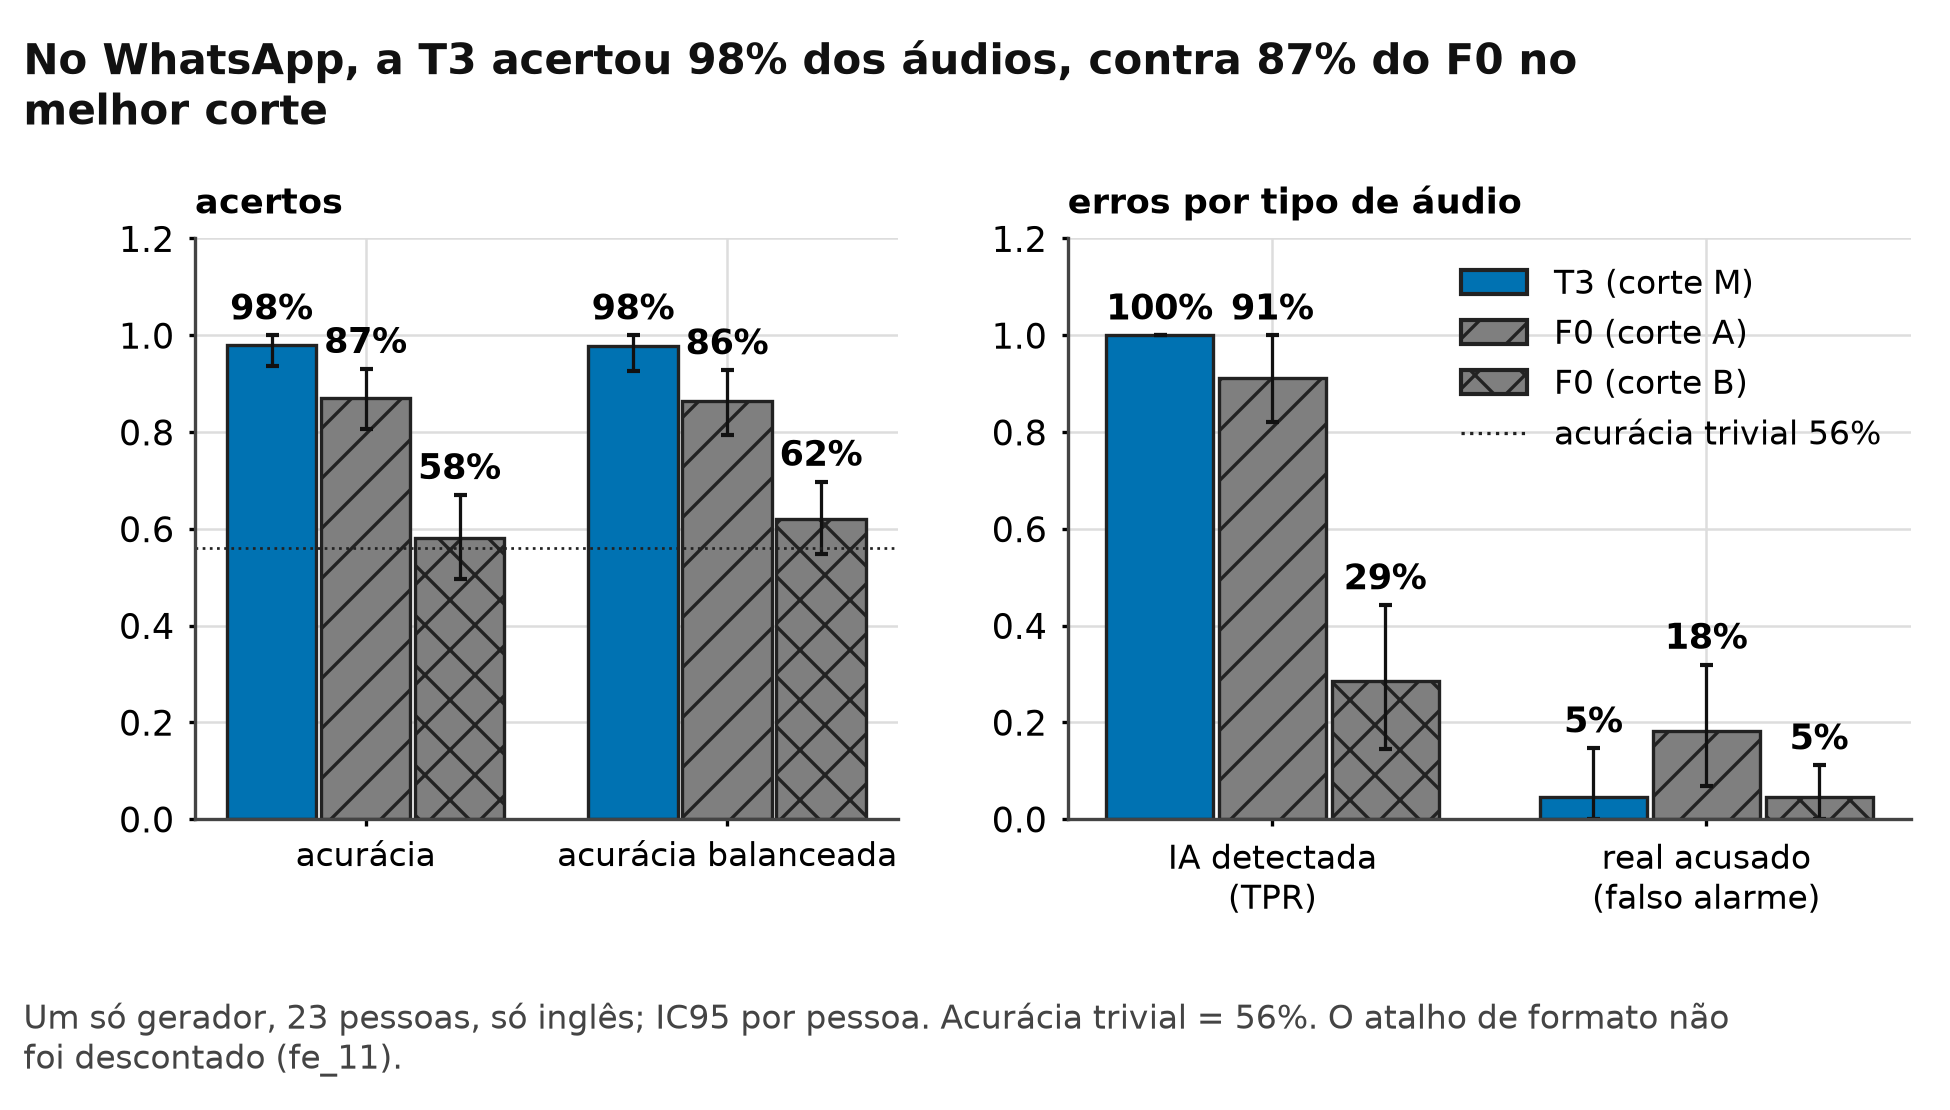 No WhatsApp, a T3 acertou 98% dos áudios, contra 87% do F0 no
melhor corte
acertos
1.2
1.0
0.8
0.6
0.4
0.2
0.0
98%
87%
58%
98%
86%
62%
acurácia
acurácia balanceada
erros por tipo de áudio
1.2
1.0
0.8
0.6
0.4
0.2
0.0
100%
91%
29%
5%
18%
5%
T3 (corte M)
F0 (corte A)
F0 (corte B)
acurácia trivial 56%
IA detectada
(TPR)
real acusado
(falso alarme)
Um só gerador, 23 pessoas, só inglês; IC95 por pessoa. Acurácia trivial = 56%. O atalho de formato não
foi descontado (fe_11).